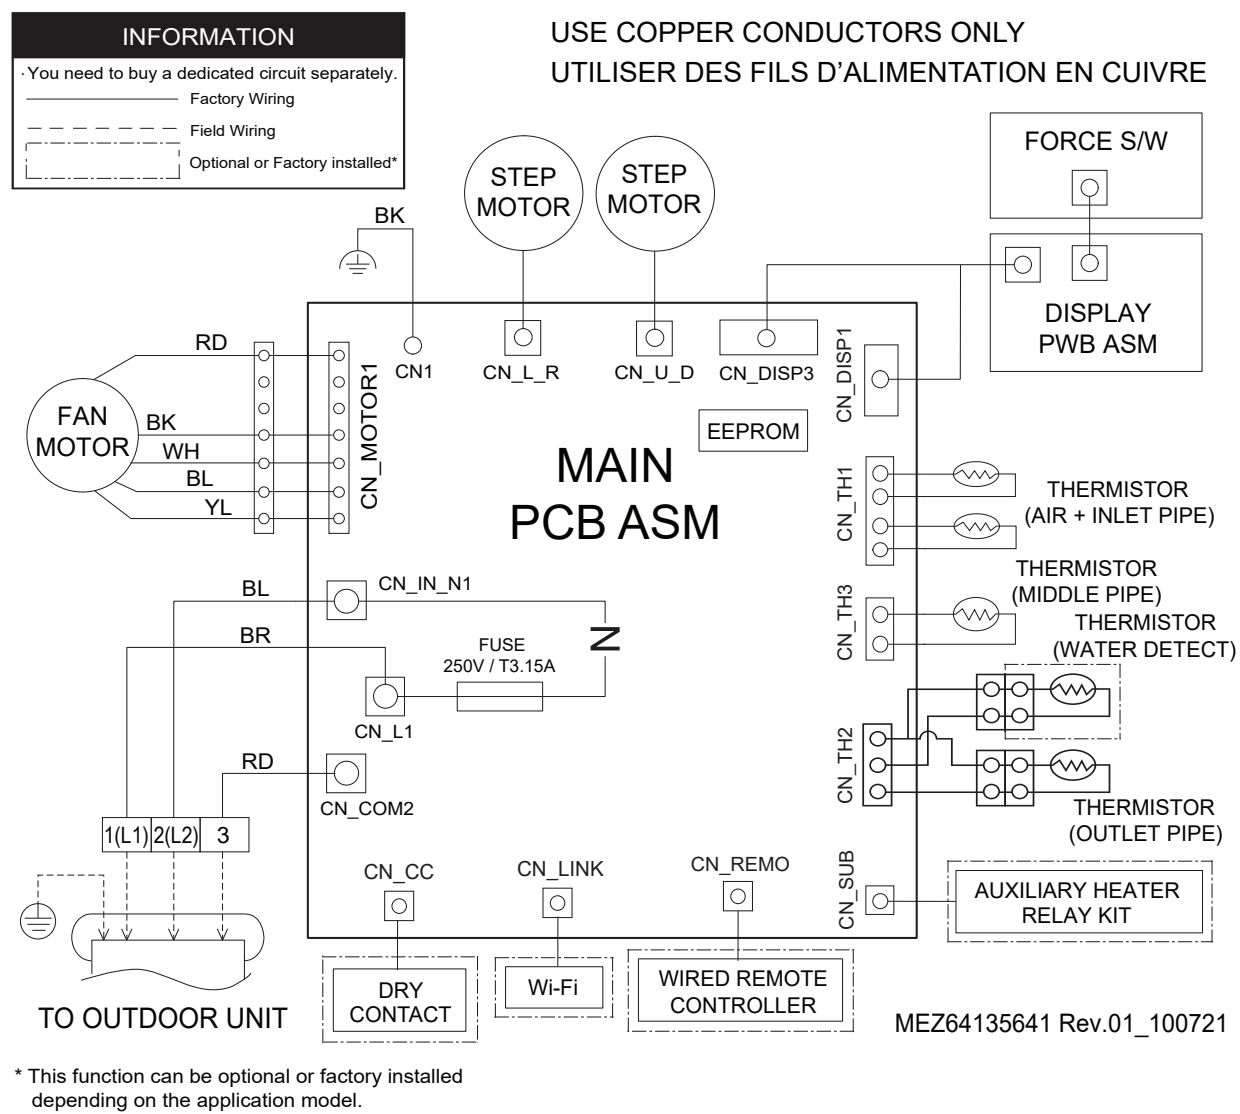 INFORMATION
·You need to buy a dedicated circuit separately.
Factory Wiring
Field Wiring
Optional or Factory installed*
USE COPPER CONDUCTORS ONLY
UTILISER DES FILS D’ALIMENTATION EN CUIVRE
FORCE S/W
STEP
MOTOR
STEP
MOTOR
BK
DISPLAY
PWB ASM
RD
CN1
CN_L_R
CN_U_D
CN_DISP3
CN_DISP1
FAN
MOTOR
BK
WH
BL
YL
CN_MOTOR1
EEPROM
MAIN
PCB ASM
CN_TH1
THERMISTOR
(AIR + INLET PIPE)
THERMISTOR
(MIDDLE PIPE)
CN_TH3
THERMISTOR
(WATER DETECT)
BL
CN_IN_N1
BR
FUSE
250V / T3.15A
N
CN_L1
CN_TH2
RD
CN_COM2
THERMISTOR
(OUTLET PIPE)
1(L1)
2(L2)
3
CN_CC
CN_LINK
CN_REMO
CN_SUB
AUXILIARY HEATER
RELAY KIT
DRY
CONTACT
Wi-Fi
WIRED REMOTE
CONTROLLER
TO OUTDOOR UNIT
MEZ64135641 Rev.01_100721
* This function can be optional or factory installed
depending on the application model.